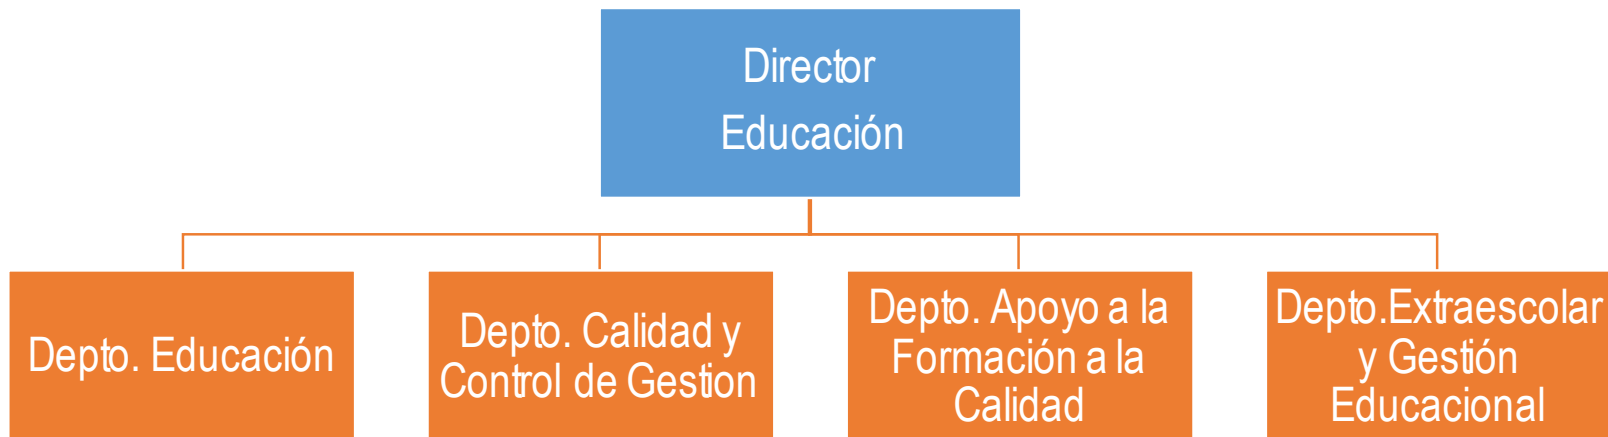 Director
Educación
Depto. Educación
Depto. Calidad y
Control de Gestion
Depto. Apoyo a la
Formación a la
Calidad
Depto.Extraescolar
y Gestión
Educacional